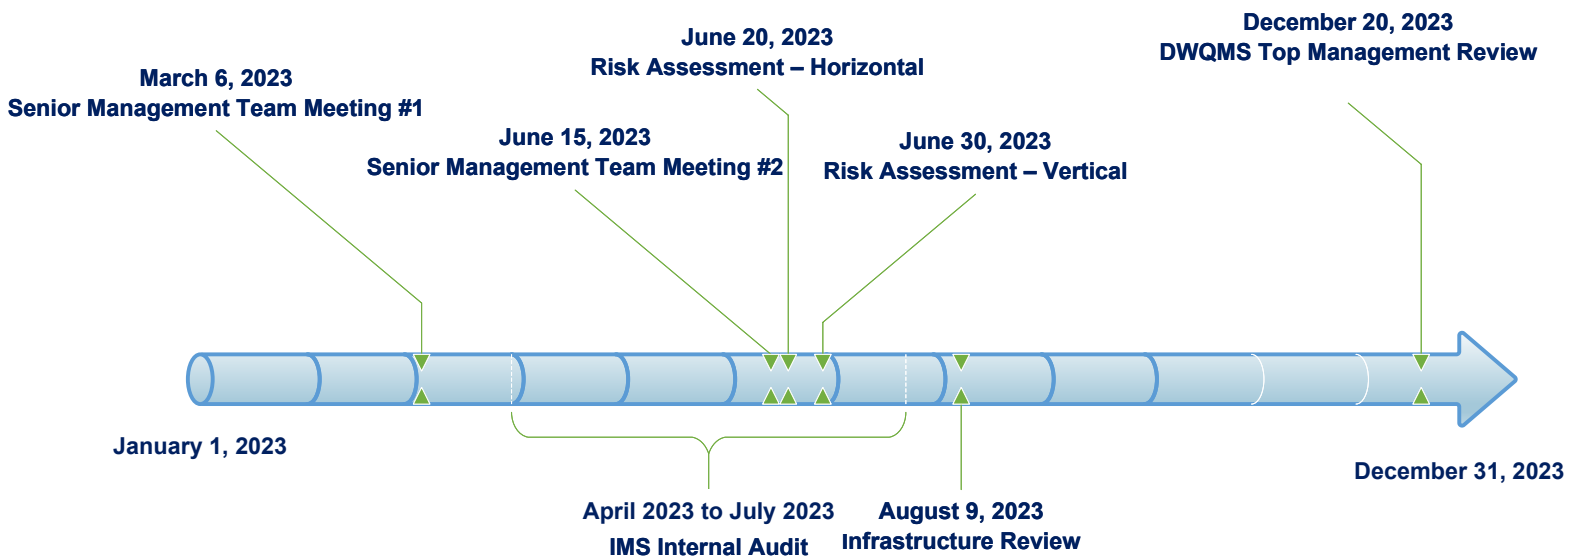 December 20, 2023
DWQMS Top Management Review
June 20, 2023
Risk Assessment – Horizontal
March 6, 2023
Senior Management Team Meeting #1
June 15, 2023
Senior Management Team Meeting #2
June 30, 2023
Risk Assessment – Vertical
January 1, 2023
December 31, 2023
April 2023 to July 2023
IMS Internal Audit
August 9, 2023
Infrastructure Review